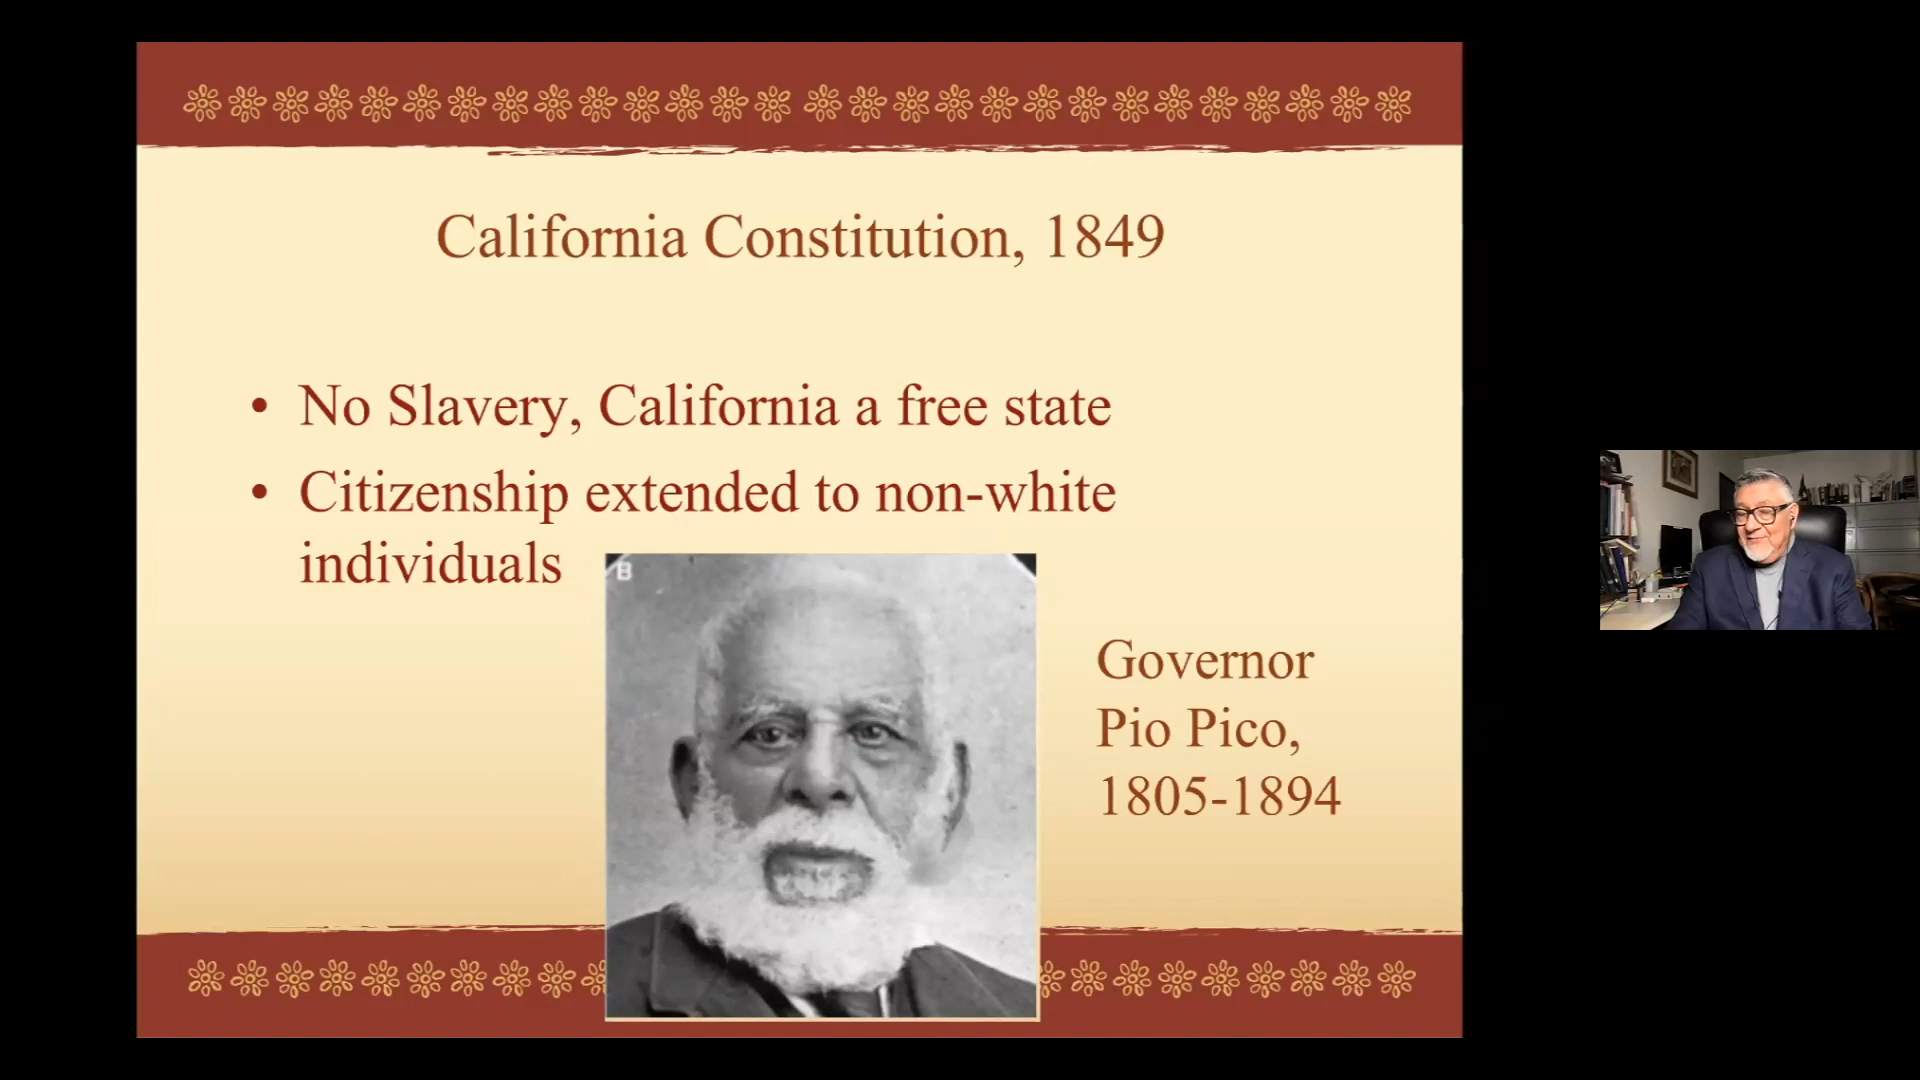 California Constitution, 1849
• No Slavery, California a free state
• Citizenship extended to non-white
individuals
B
Governor
Pio Pico,
1805-1894